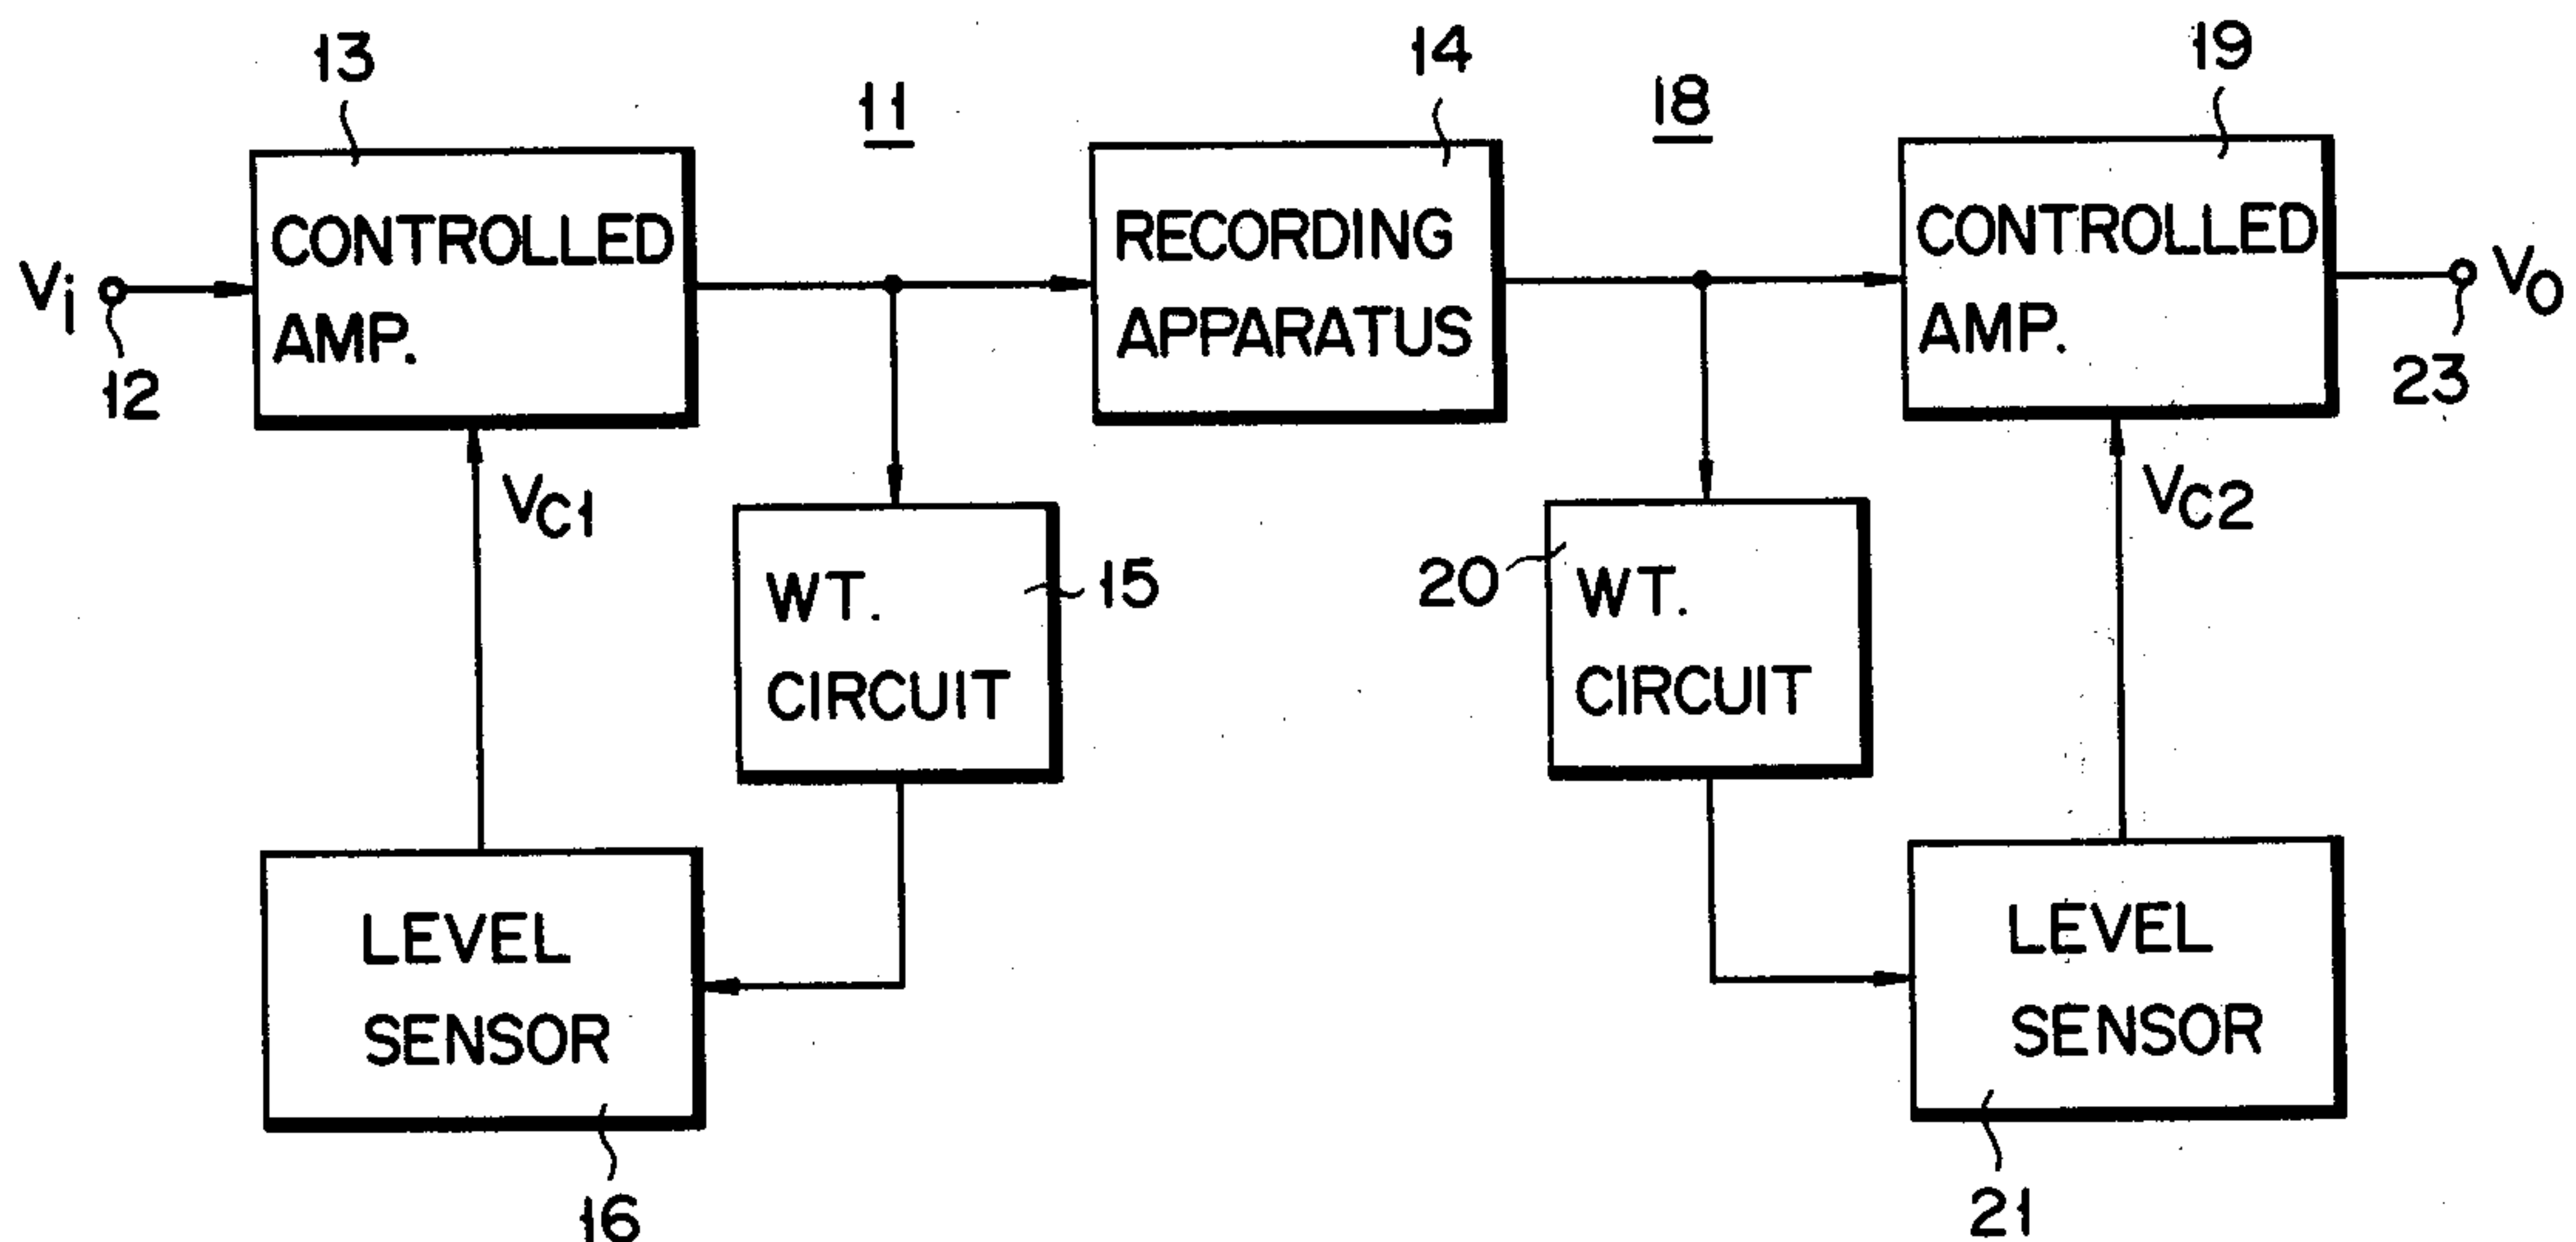 13
11
14
18
19
Vi
12
CONTROLLED
AMP.
RECORDING
APPARATUS
CONTROLLED
AMP.
VO
23
VC1
VC2
WT.
CIRCUIT
15
20
WT.
CIRCUIT
LEVEL
SENSOR
16
LEVEL
SENSOR
21